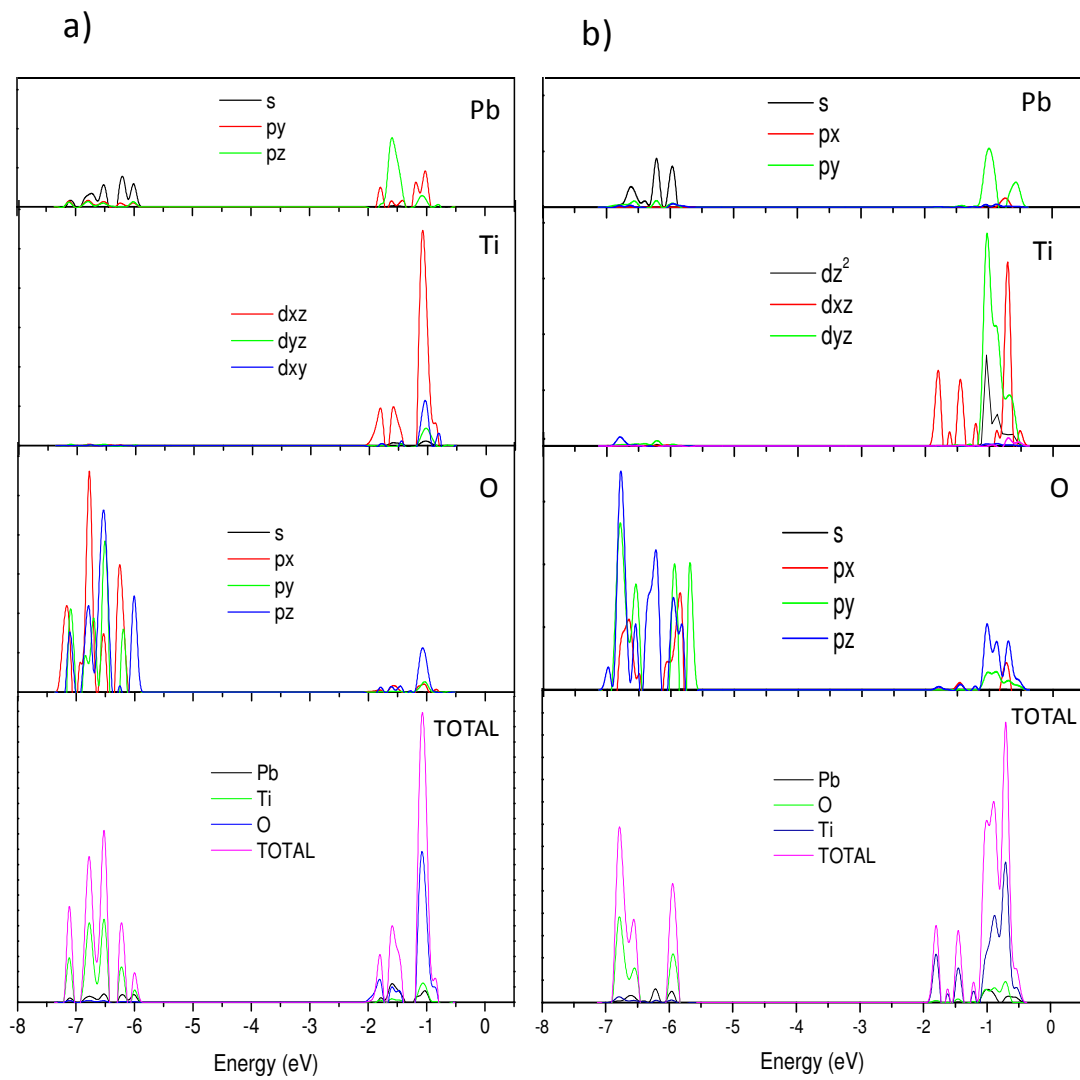 a)
Pb
s
py
pz
Ti
dxz
dyz
dxy
O
s
px
py
pz
TOTAL
Pb
Ti
O
TOTAL
-8 -7 -6 -5 -4 -3 -2 -1 0
Energy (eV)
b)
Pb
s
px
py
Ti
dz²
dxz
dyz
O
s
px
py
pz
TOTAL
Pb
O
Ti
TOTAL
-8 -7 -6 -5 -4 -3 -2 -1 0
Energy (eV)